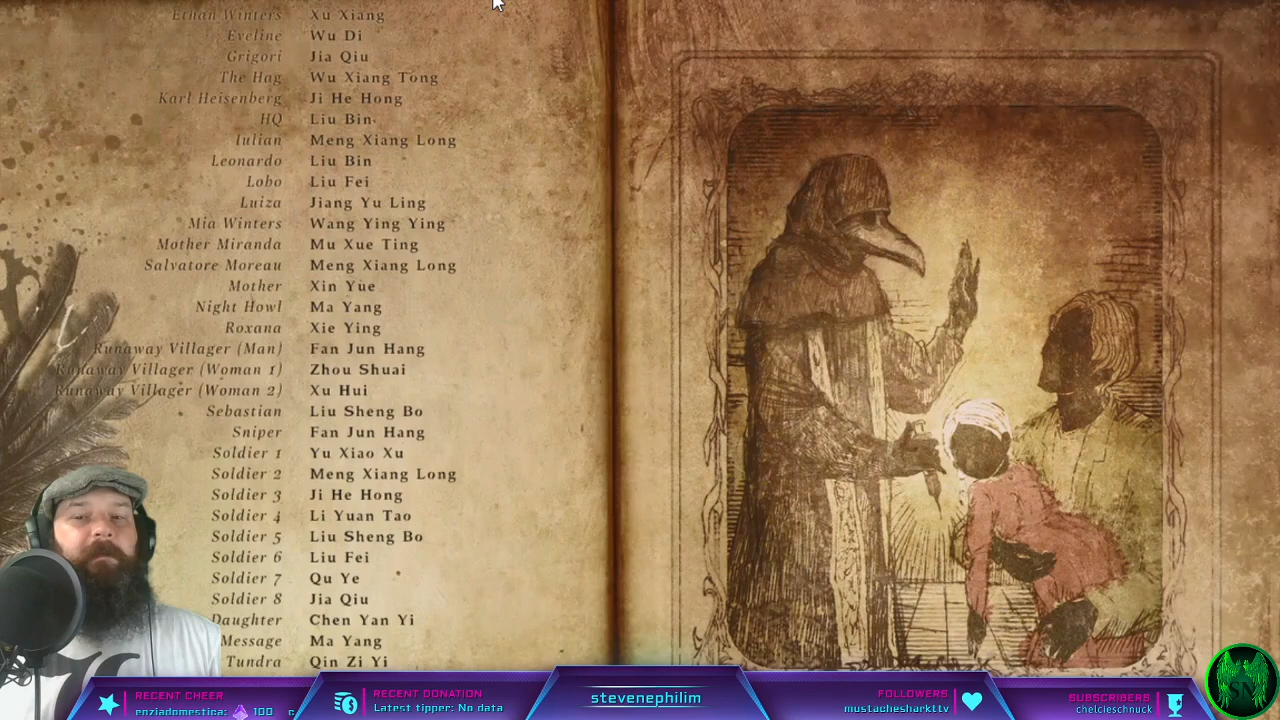 Ethan Winters Xu Xiang
Eveline Wu Di
Grigori Jia Qiu
The Hag Wu Xiang Tong
Karl Heisenberg Ji He Hong
HQ Liu Bin
Iulian Meng Xiang Long
Leonardo Liu Bin
Lobo Liu Fei
Luiza Jiang Yu Ling
Mia Winters Wang Ying Ying
Mother Miranda Mu Xue Ting
Salvatore Moreau Meng Xiang Long
Mother Xin Yue
Night Howl Ma Yang
Roxana Xie Ying
Runaway Villager (Man) Fan Jun Hang
Runaway Villager (Woman 1) Zhou Shuai
Runaway Villager (Woman 2) Xu Hui
Sebastian Liu Sheng Bo
Sniper Fan Jun Hang
Soldier 1 Yu Xiao Xu
Soldier 2 Meng Xiang Long
Soldier 3 Ji He Hong
Soldier 4 Li Yuan Tao
Soldier 5 Liu Sheng Bo
Soldier 6 Liu Fei
Soldier 7 Qu Ye
Soldier 8 Jia Qiu
Daughter Chen Yan Yi
Message Ma Yang
Tundra Qin Zi Yi
RECENT CHEER
enziadomestica: 100 c
RECENT DONATION
Latest tipper: No data
stevenephilim
FOLLOWERS
mustachesharkttv
SUBSCRIBERS
chelcieschnuck
SN